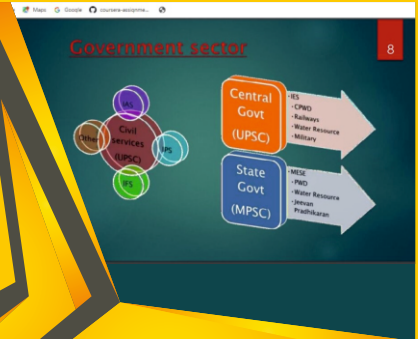 Maps
Google
coursera-assignme...
Government sector
8
IAS
Other
Civil
services
(UPSC)
IPS
IFS
Central
Govt
(UPSC)
•IES
•CPWD
•Railways
•Water Resource
•Military
State
Govt
(MPSC)
•MESE
•PWD
•Water Resource
•Jeevan
Pradhikaran